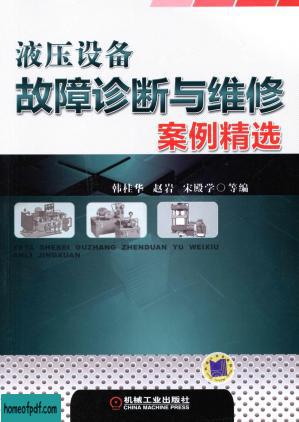 液压设备
故障诊断与维修
案例精选
韩桂华 赵岩 宋殿学◎等编
YEYA SHEBEI GUZHANG ZHENDUAN YU WEIXIU
ANLI JINGXUAN
机械工业出版社
CHINA MACHINE PRESS
homeofpdf.com